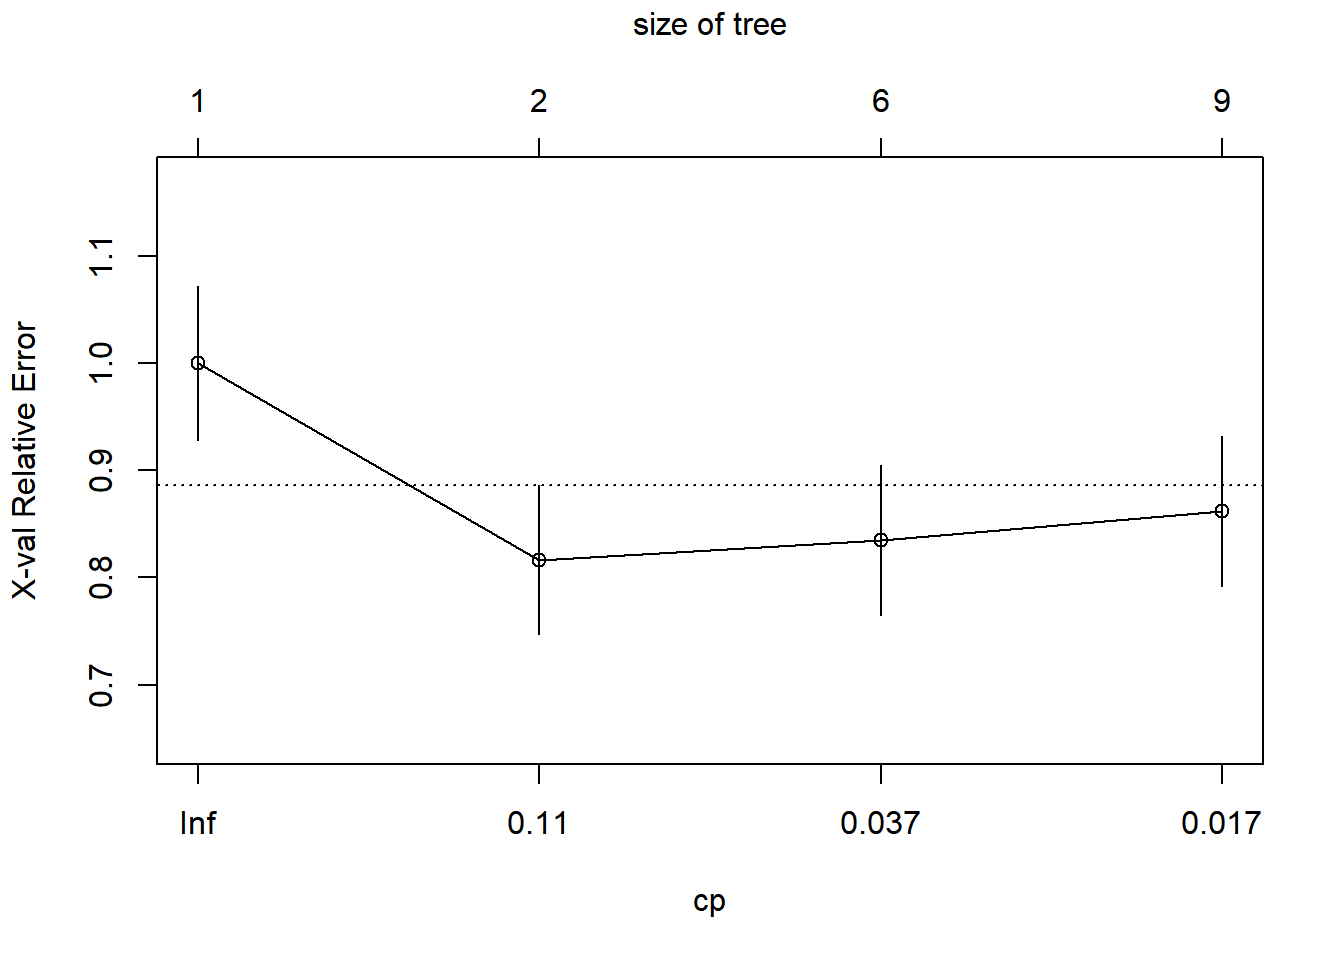 size of tree
1 2 6 9
X-val Relative Error
1.1
1.0
0.9
0.8
0.7
Inf 0.11 0.037 0.017
cp